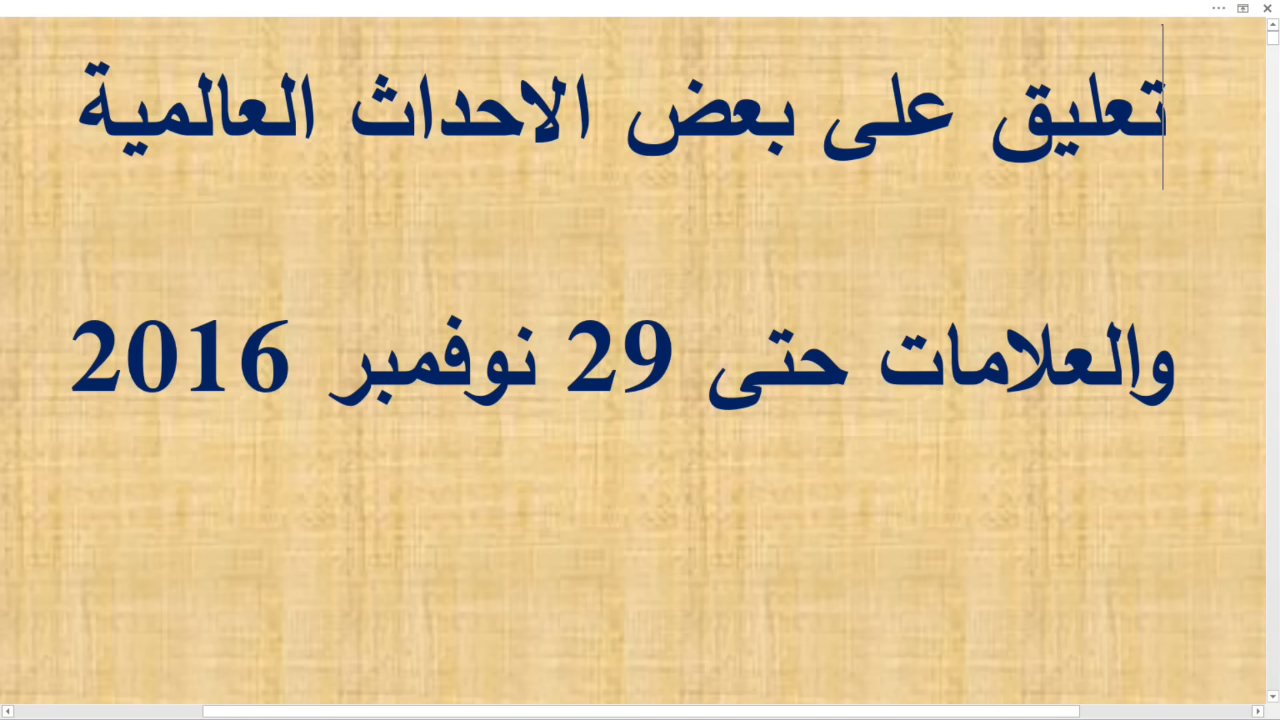 تعليق على بعض الاحداث العالمية
والعلامات حتى 29 نوفمبر 2016